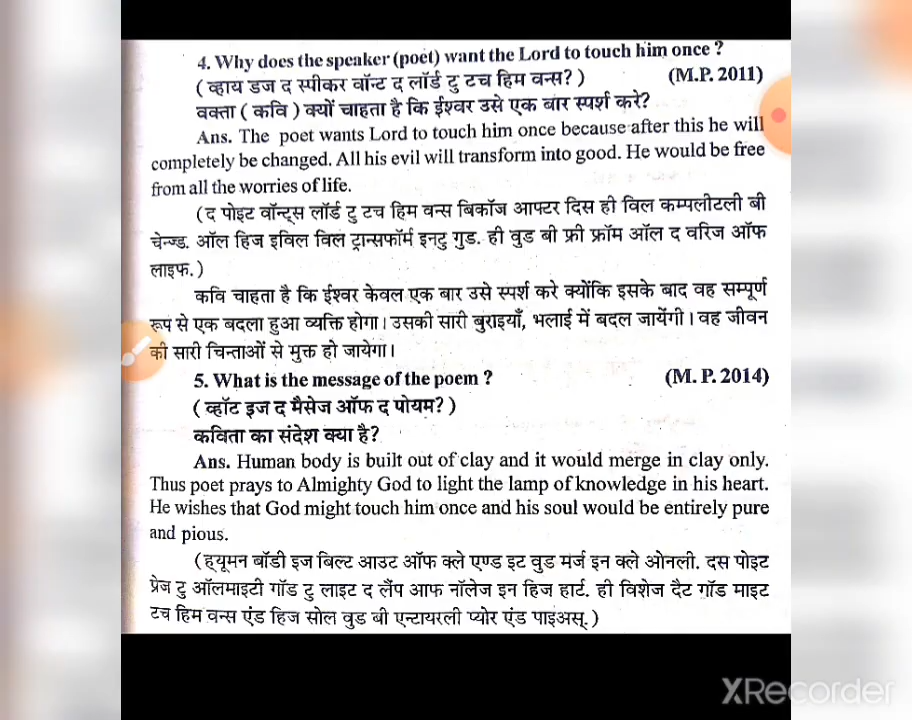 4. Why does the speaker (poet) want the Lord to touch him once ?
( व्हाय डज द स्पीकर वॉन्ट द लॉर्ड टु टच हिम वन्स? ) (M.P. 2011)
वक्ता ( कवि ) क्यों चाहता है कि ईश्वर उसे एक बार स्पर्श करे?
Ans. The poet wants Lord to touch him once because after this he will
completely be changed. All his evil will transform into good. He would be free
from all the worries of life.
(द पोइट वॉन्ट्स लॉर्ड टु टच हिम वन्स बिकॉज आफ्टर दिस ही विल कम्पलीटली बी
चेन्ज्ड. ऑल हिज इविल विल ट्रान्सफॉर्म इनटु गुड. ही वुड बी फ्री फ्रॉम ऑल द वरिज ऑफ
लाइफ.)
कवि चाहता है कि ईश्वर केवल एक बार उसे स्पर्श करे क्योंकि इसके बाद वह सम्पूर्ण
रूप से एक बदला हुआ व्यक्ति होगा। उसकी सारी बुराइयाँ, भलाई में बदल जायेंगी। वह जीवन
की सारी चिन्ताओं से मुक्त हो जायेगा।
5. What is the message of the poem ? (M. P. 2014)
( व्हॉट इज द मैसेज ऑफ द पोयम? )
कविता का संदेश क्या है?
Ans. Human body is built out of clay and it would merge in clay only.
Thus poet prays to Almighty God to light the lamp of knowledge in his heart.
He wishes that God might touch him once and his soul would be entirely pure
and pious.
(ह्यूमन बॉडी इज बिल्ट आउट ऑफ क्ले एण्ड इट वुड मर्ज इन क्ले ओनली. दस पोइट
प्रेज टु ऑलमाइटी गॉड टु लाइट द लैंप आफ नॉलेज इन हिज हार्ट. ही विशेज दैट गॉड माइट
टच हिम वन्स एंड हिज सोल वुड बी एन्टायरली प्योर एंड पाइअस्.)
XRecorder